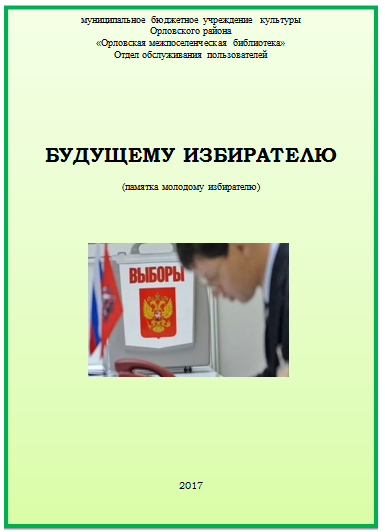 муниципальное бюджетное учреждение культуры
Орловского района
«Орловская межпоселенческая библиотека»
Отдел обслуживания пользователей
БУДУЩЕМУ ИЗБИРАТЕЛЮ
(памятка молодому избирателю)
ВЫБОРЫ
2017